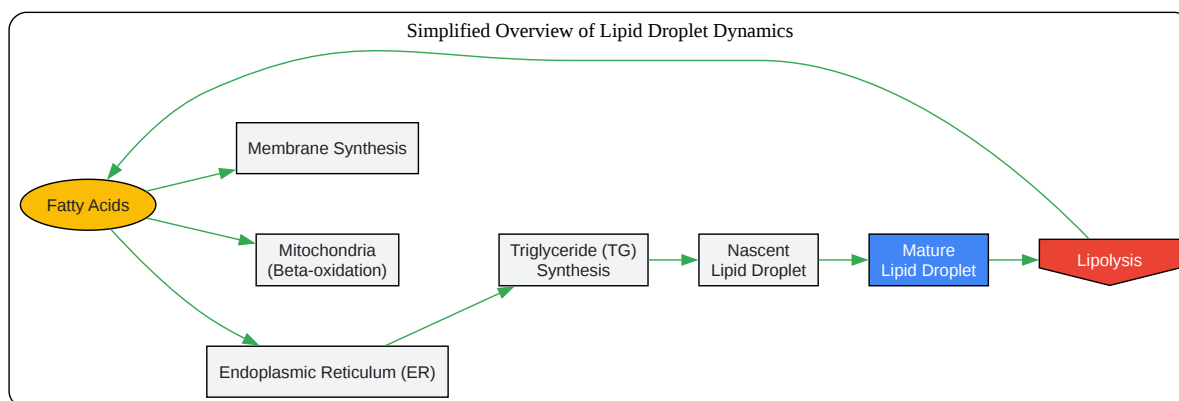 Simplified Overview of Lipid Droplet Dynamics
Membrane Synthesis
Fatty Acids
Mitochondria
(Beta-oxidation)
Triglyceride (TG)
Synthesis
Nascent
Lipid Droplet
Mature
Lipid Droplet
Lipolysis
Endoplasmic Reticulum (ER)